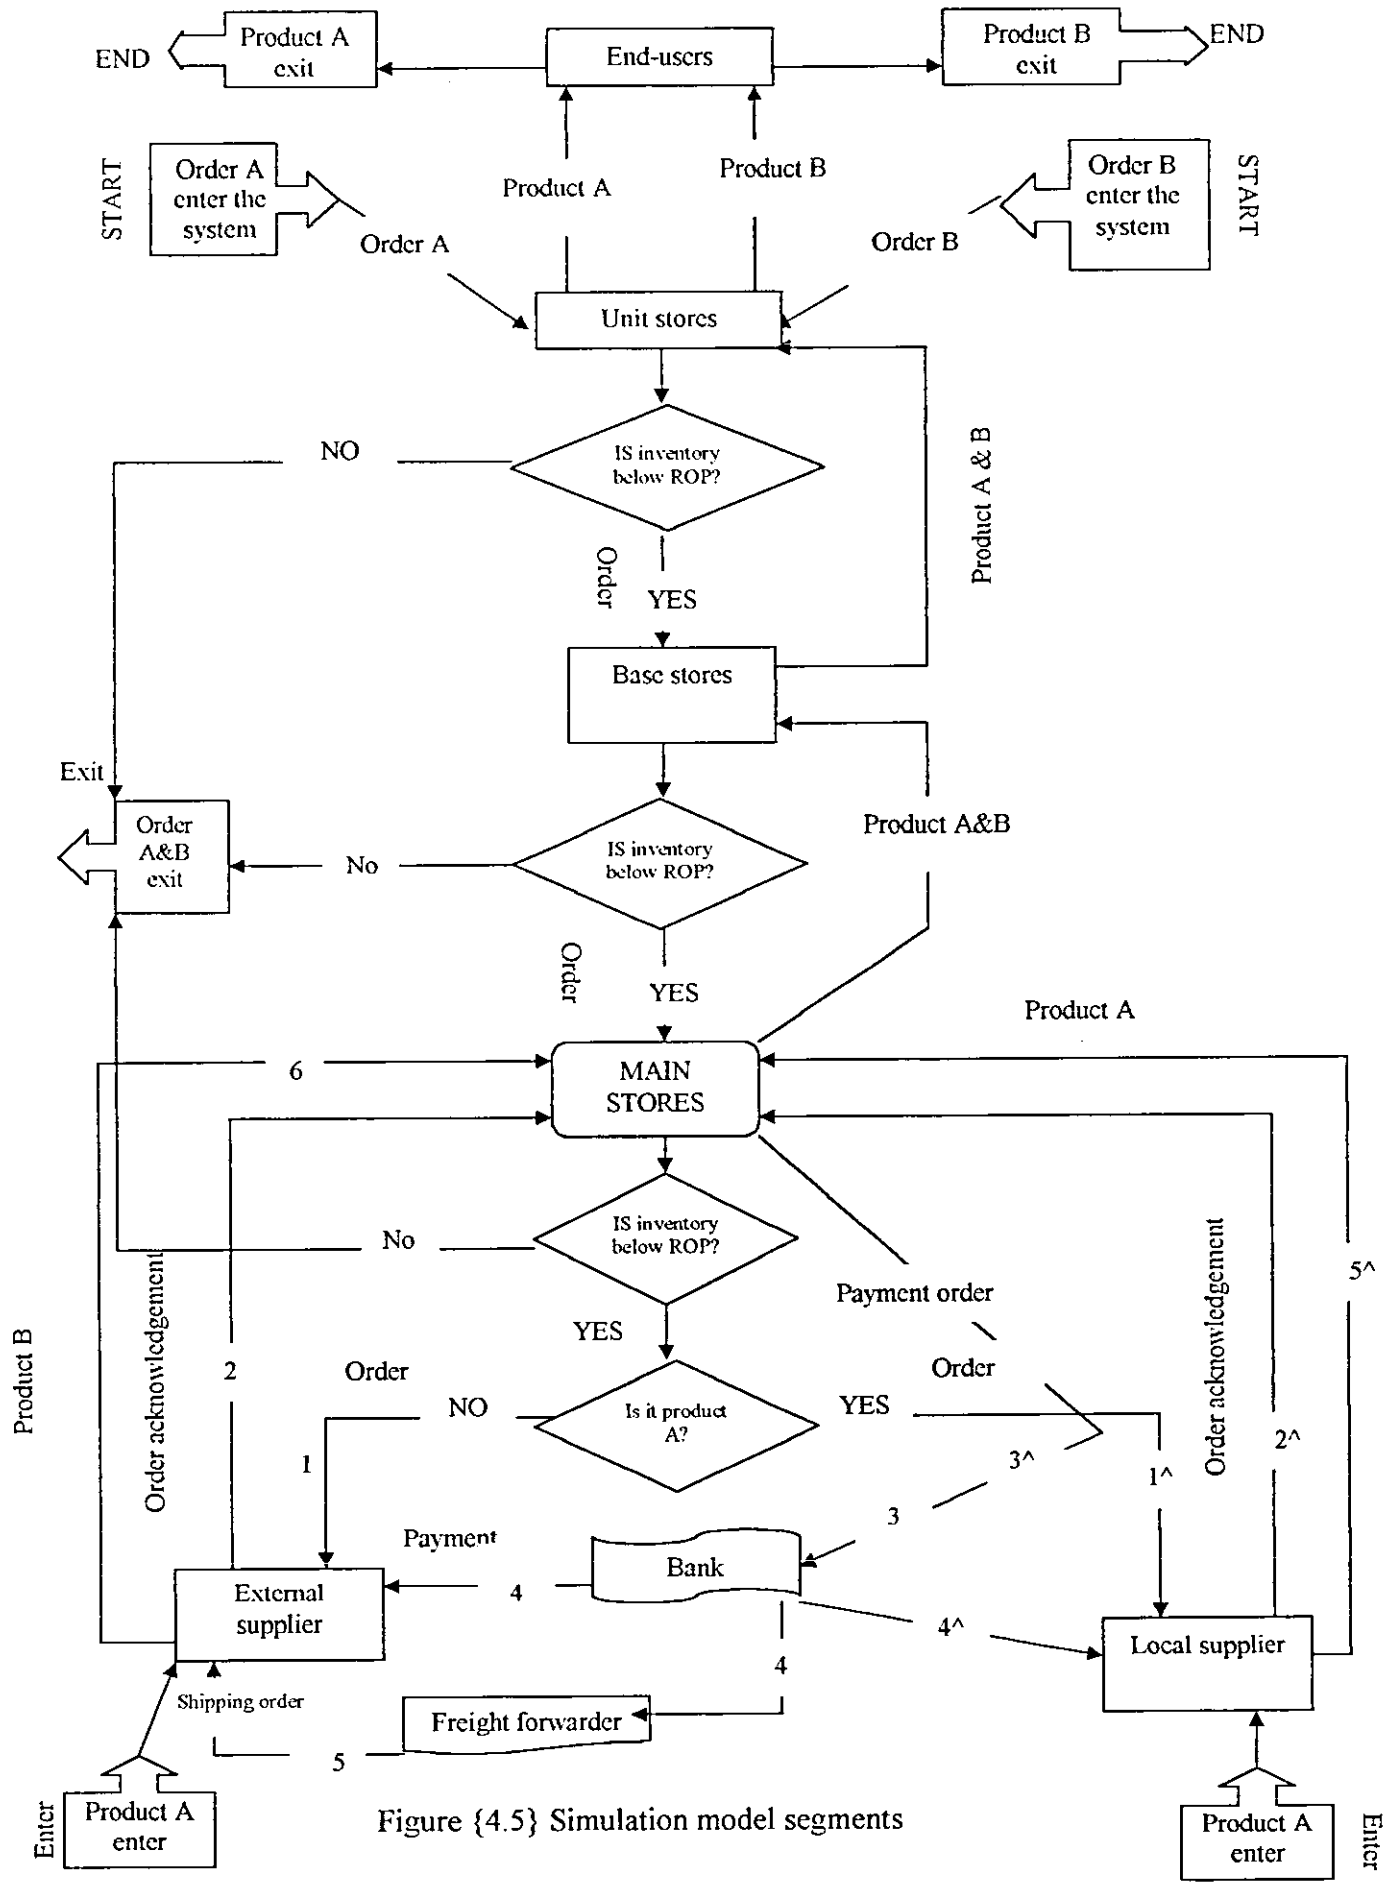 END
Product A
exit
End-users
Product B
exit
END
START
Order A
enter the
system
Product A
Product B
Order B
enter the
system
START
Order A
Order B
Unit stores
NO
IS inventory
below ROP?
Product A & B
Order
YES
Base stores
Exit
Order
A&B
exit
No
IS inventory
below ROP?
Product A&B
Order
YES
Product A
6
MAIN
STORES
No
IS inventory
below ROP?
Payment order
Order acknowledgement
5^
Product B
Order acknowledgement
2
YES
Order
NO
Is it product
A?
YES
Order
2^
1
3^
1^
3
Payment
Bank
4
External
supplier
4^
Local supplier
4
Shipping order
Freight forwarder
5
Enter
Product A
enter
Figure {4.5} Simulation model segments
Product A
enter
Enter